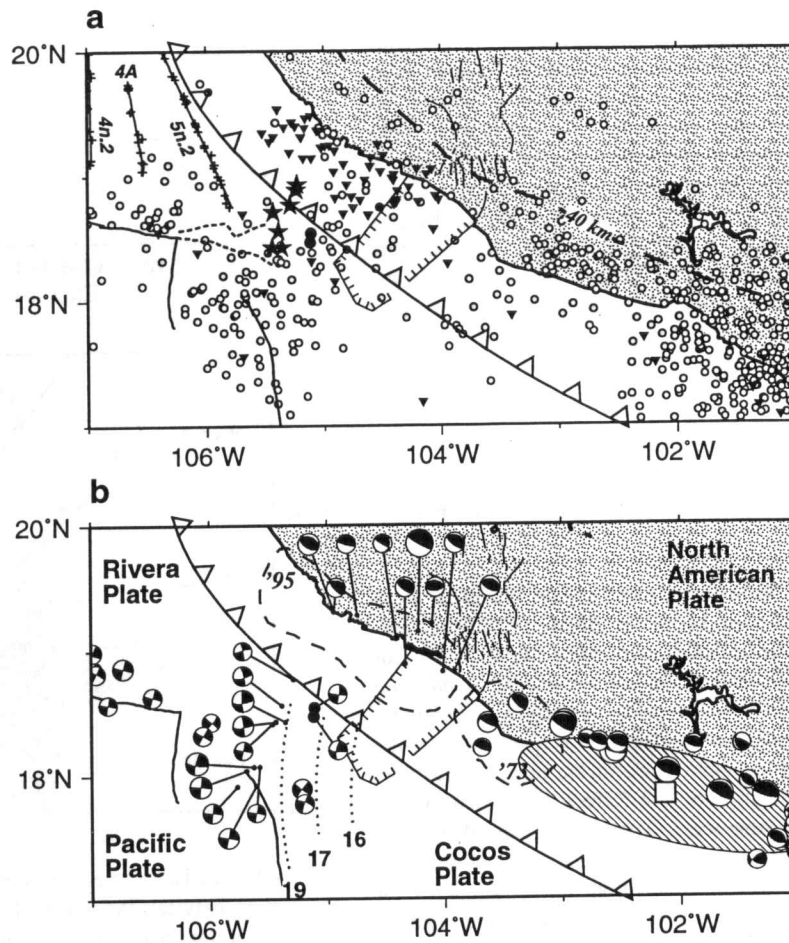 a
20°N
4A
4n.2
5n.2
40 km
18°N
106°W
104°W
102°W
b
20°N
Rivera
Plate
'95
North
American
Plate
18°N
'73
Pacific
Plate
Cocos
Plate
16
17
19
106°W
104°W
102°W